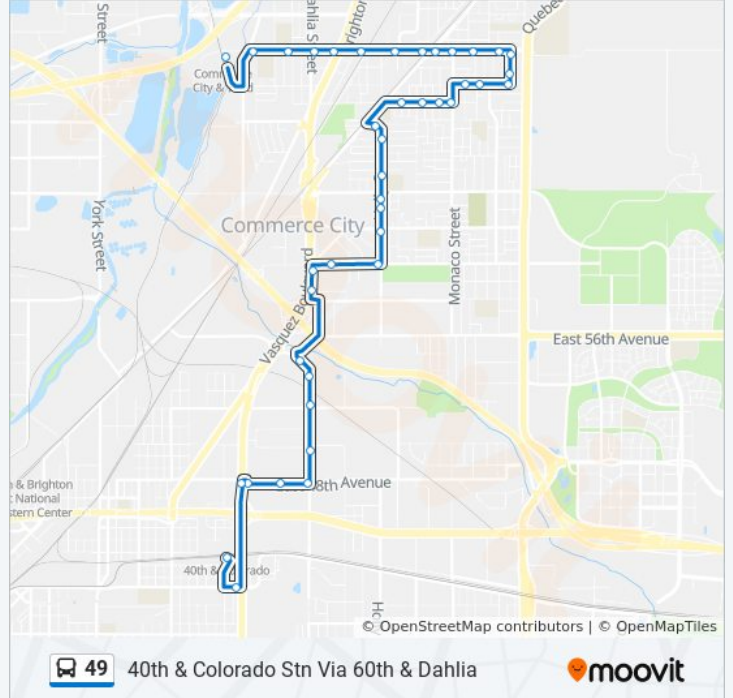 Street
Dahlia Street
Brighton
Quebec
Commerce
City &
York
Street
Commerce City
Monaco Street
Vasquez Boulevard
East 56th Avenue
East 48th Avenue
& Brighton
National
Western Center
40th & Colorado
© OpenStreetMap contributors | © OpenMapTiles
49
40th & Colorado Stn Via 60th & Dahlia
moovit